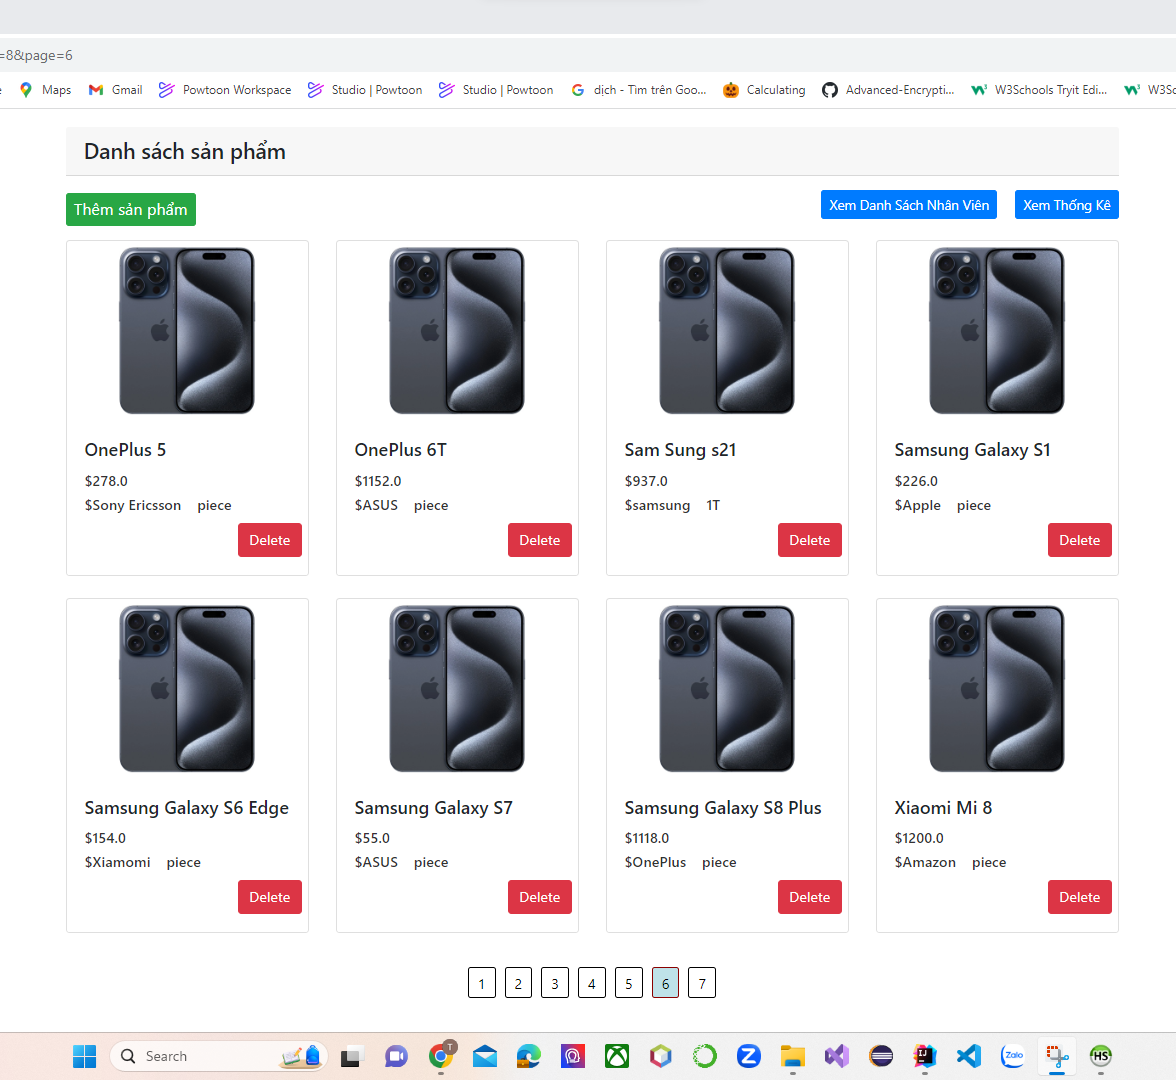 =8&page=6
Maps Gmail Powtoon Workspace Studio | Powtoon Studio | Powtoon dịch - Tìm trên Goo... Calculating Advanced-Encrypti... W3Schools Tryit Edi... W3Sc
Danh sách sản phẩm
Thêm sản phẩm Xem Danh Sách Nhân Viên Xem Thống Kê
OnePlus 5 OnePlus 6T Sam Sung s21 Samsung Galaxy S1
$278.0 $1152.0 $937.0 $226.0
$Sony Ericsson piece $ASUS piece $samsung 1T $Apple piece
Delete Delete Delete Delete
Samsung Galaxy S6 Edge Samsung Galaxy S7 Samsung Galaxy S8 Plus Xiaomi Mi 8
$154.0 $55.0 $1118.0 $1200.0
$Xiamomi piece $ASUS piece $OnePlus piece $Amazon piece
Delete Delete Delete Delete
1 2 3 4 5 6 7
Search T Zalo HS